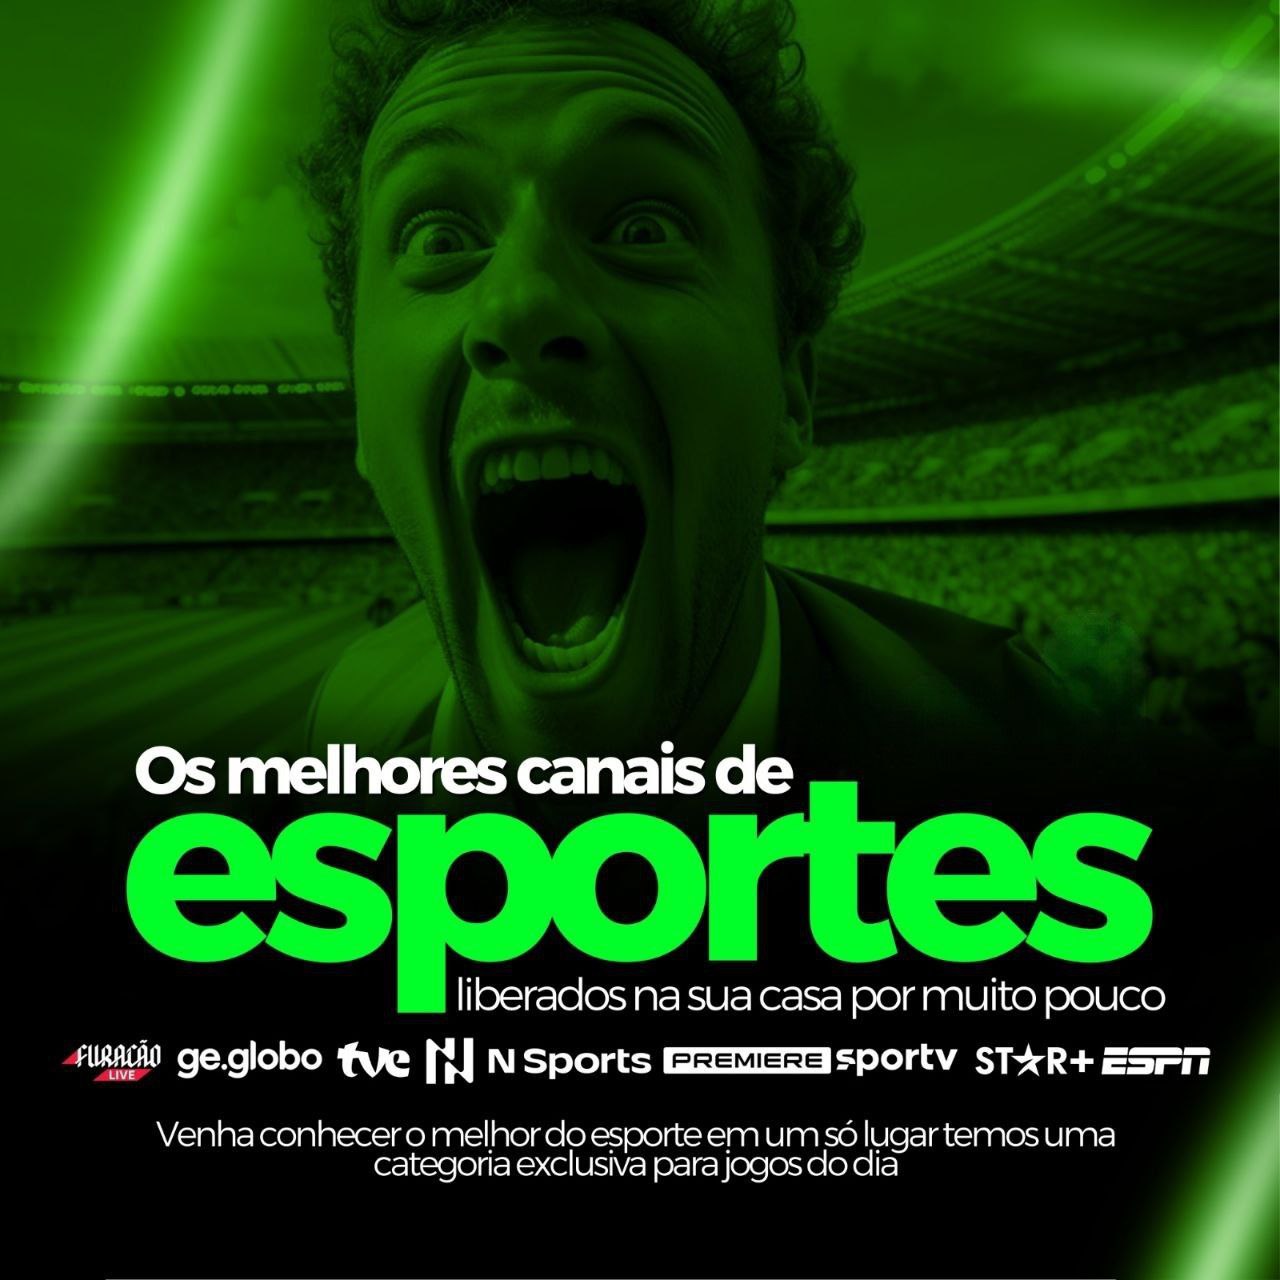 Os melhores canais de
esportes
liberados na sua casa por muito pouco
FURACÃO LIVE ge.globo tve N N Sports PREMIERE sportv ST★R+ ESPN
Venha conhecer o melhor do esporte em um só lugar temos uma
categoria exclusiva para jogos do dia